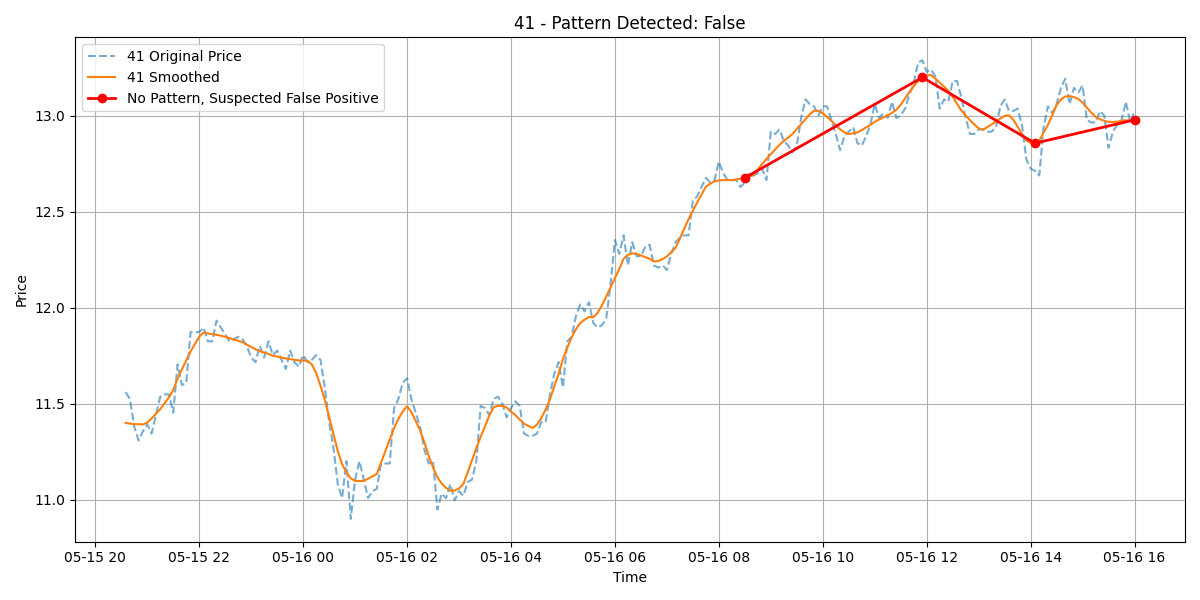 41 - Pattern Detected: False
41 Original Price
41 Smoothed
No Pattern, Suspected False Positive
Price
13.0
12.5
12.0
11.5
11.0
05-15 20 05-15 22 05-16 00 05-16 02 05-16 04 05-16 06 05-16 08 05-16 10 05-16 12 05-16 14 05-16 16
Time